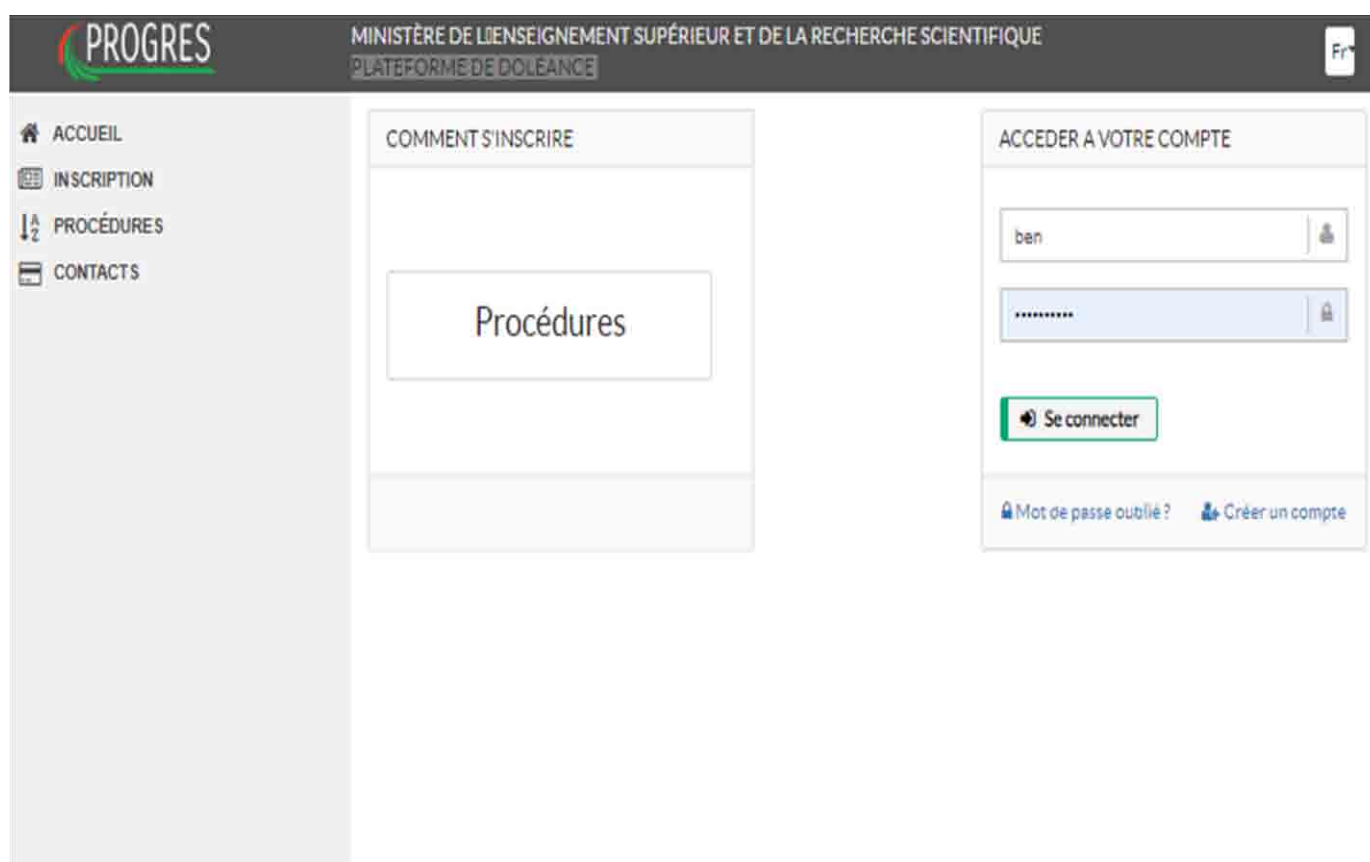 PROGRES
MINISTÈRE DE L▯ENSEIGNEMENT SUPÉRIEUR ET DE LA RECHERCHE SCIENTIFIQUE
PLATEFORME DE DOLÉANCE
Fr
ACCUEIL
INSCRIPTION
PROCÉDURES
CONTACTS
COMMENT S'INSCRIRE
Procédures
ACCEDER A VOTRE COMPTE
ben
••••••••••
Se connecter
Mot de passe oublié ? Créer un compte